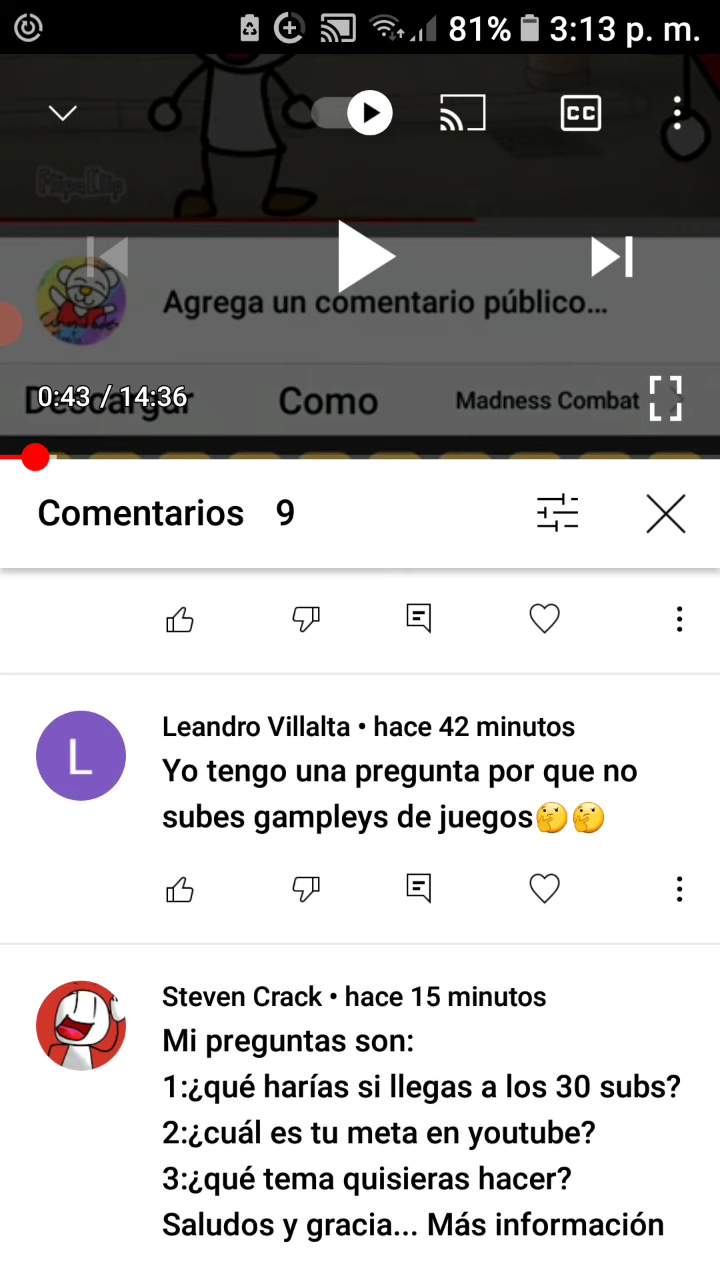 81% 3:13 p. m.
CC
FlipaClip
Agrega un comentario público...
Descargar Como Madness Combat
0:43 / 14:36
Comentarios 9
Leandro Villalta • hace 42 minutos
L
Yo tengo una pregunta por que no
subes gampleys de juegos🤔🤔
Steven Crack • hace 15 minutos
Mi preguntas son:
1:¿qué harías si llegas a los 30 subs?
2:¿cuál es tu meta en youtube?
3:¿qué tema quisieras hacer?
Saludos y gracia... Más información